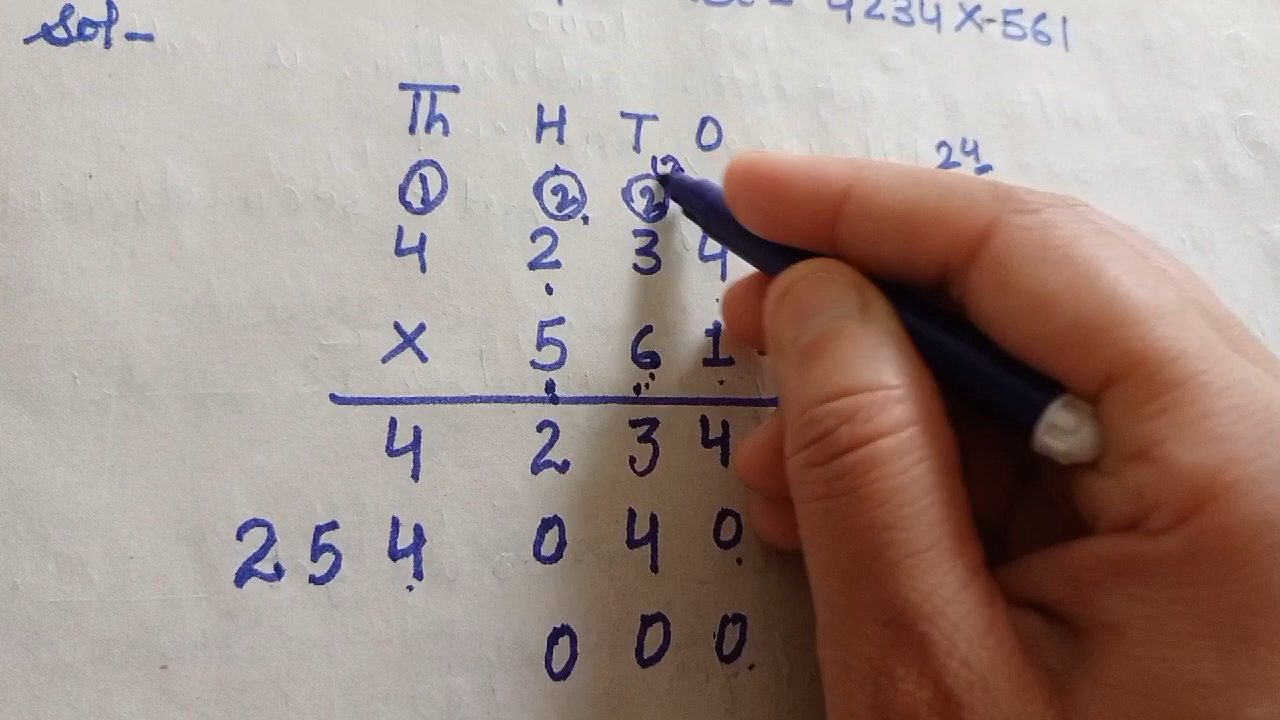 4234X-561
Sol-
Th H T O
24
1 2 2
4 2 3 4
X 5 6 1
4 2 3 4
2 5 4 0 4 0
0 0 0